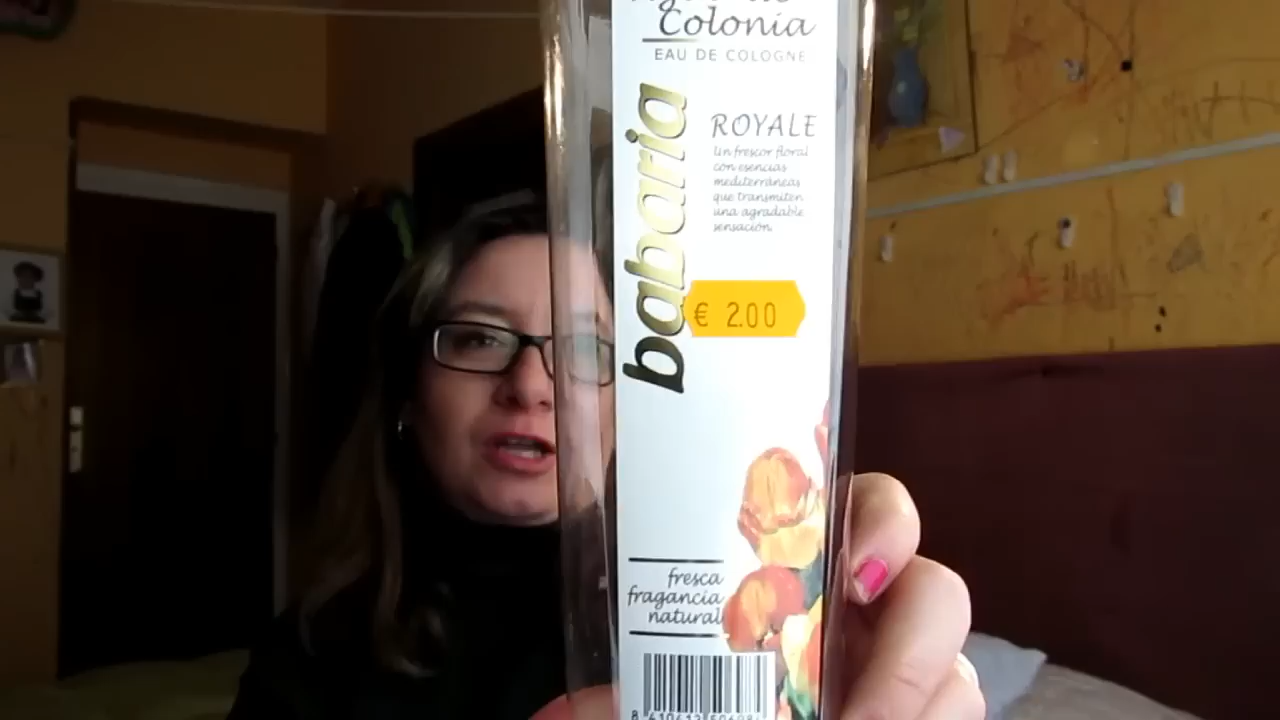 Colonia
EAU DE COLOGNE
babaria
ROYALE
Un frescor floral
con esencias
mediterráneas
que transmiten
una agradable
sensación.
€ 2.00
fresca
fragancia
natural